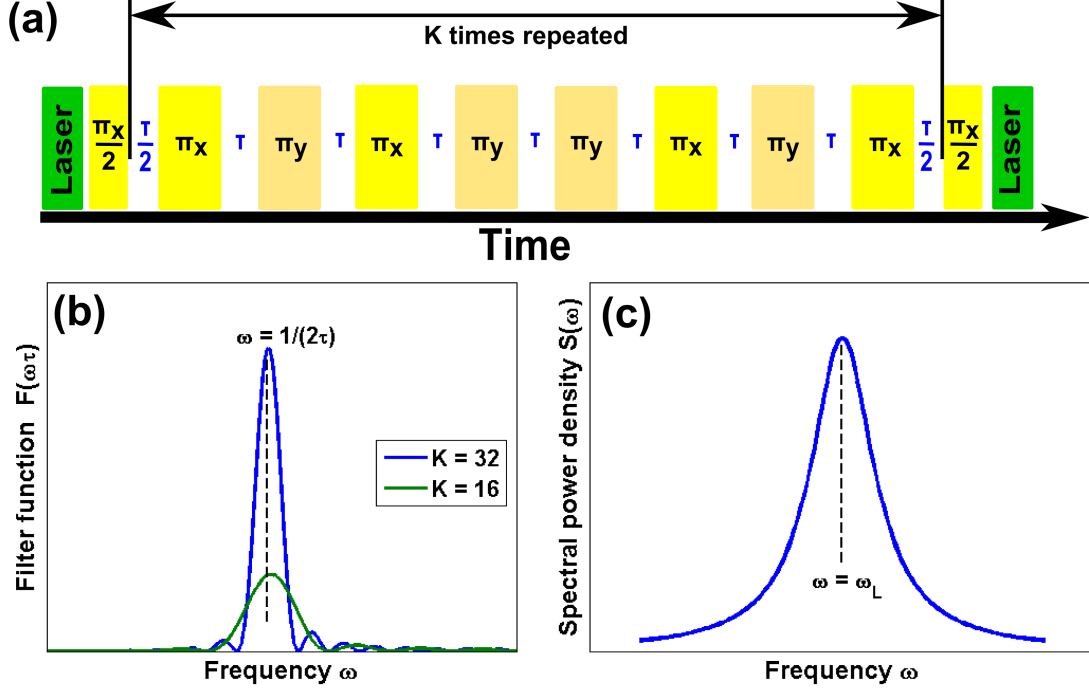 (a)
K times repeated
Laser πx/2 τ/2 πx τ πy τ πx τ πy τ πy τ πx τ πy τ πx τ/2 πx/2 Laser
Time
(b)
ω = 1/(2τ)
Filter function F(ωτ)
K = 32
K = 16
Frequency ω
(c)
Spectral power density S(ω)
ω = ωL
Frequency ω